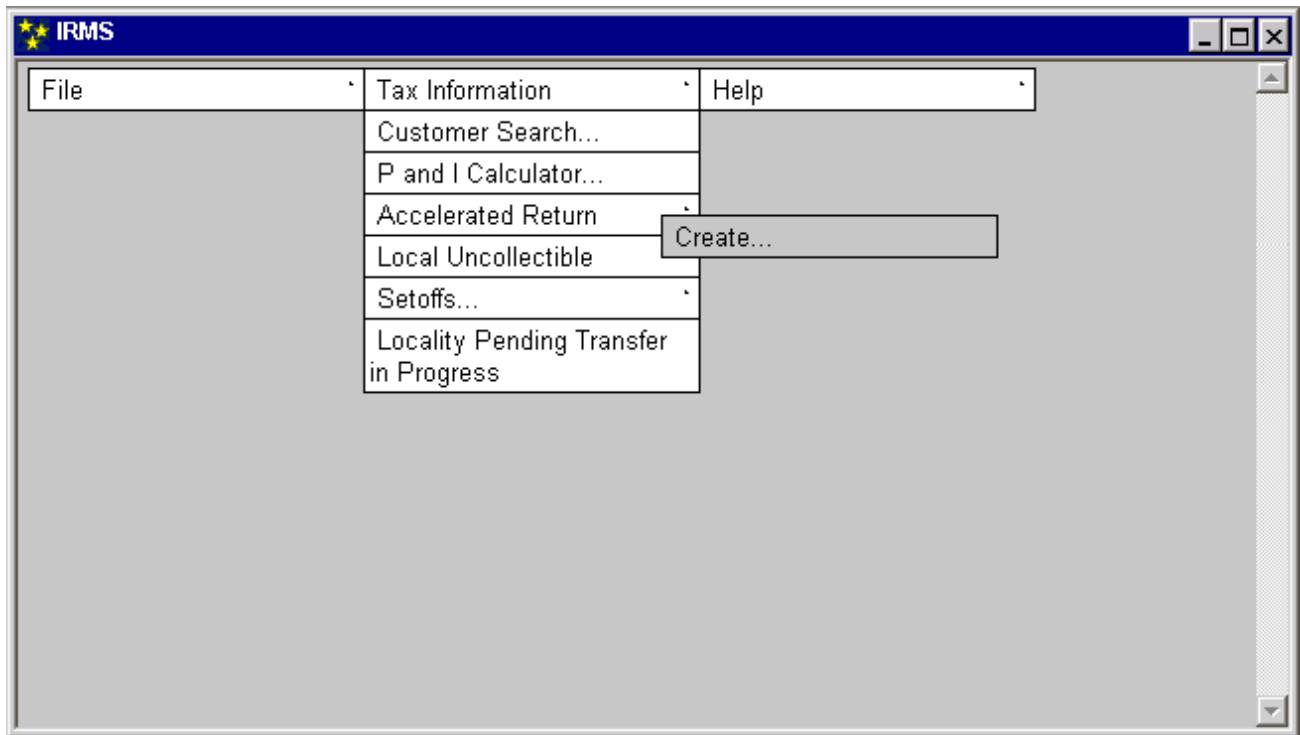 IRMS
File
Tax Information
Help
Customer Search...
P and I Calculator...
Accelerated Return
Create...
Local Uncollectible
Setoffs...
Locality Pending Transfer
in Progress